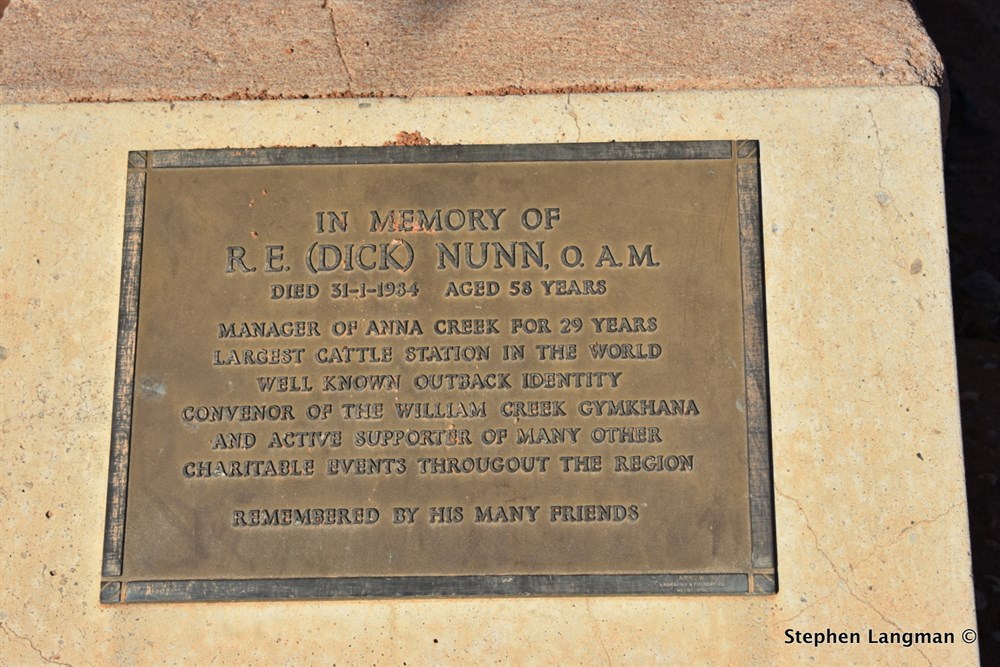 IN MEMORY OF
R. E. (DICK) NUNN, O. A. M.
DIED 31-1-1984 AGED 58 YEARS
MANAGER OF ANNA CREEK FOR 29 YEARS
LARGEST CATTLE STATION IN THE WORLD
WELL KNOWN OUTBACK IDENTITY
CONVENOR OF THE WILLIAM CREEK GYMKHANA
AND ACTIVE SUPPORTER OF MANY OTHER
CHARITABLE EVENTS THROUGOUT THE REGION
REMEMBERED BY HIS MANY FRIENDS
Stephen Langman ©